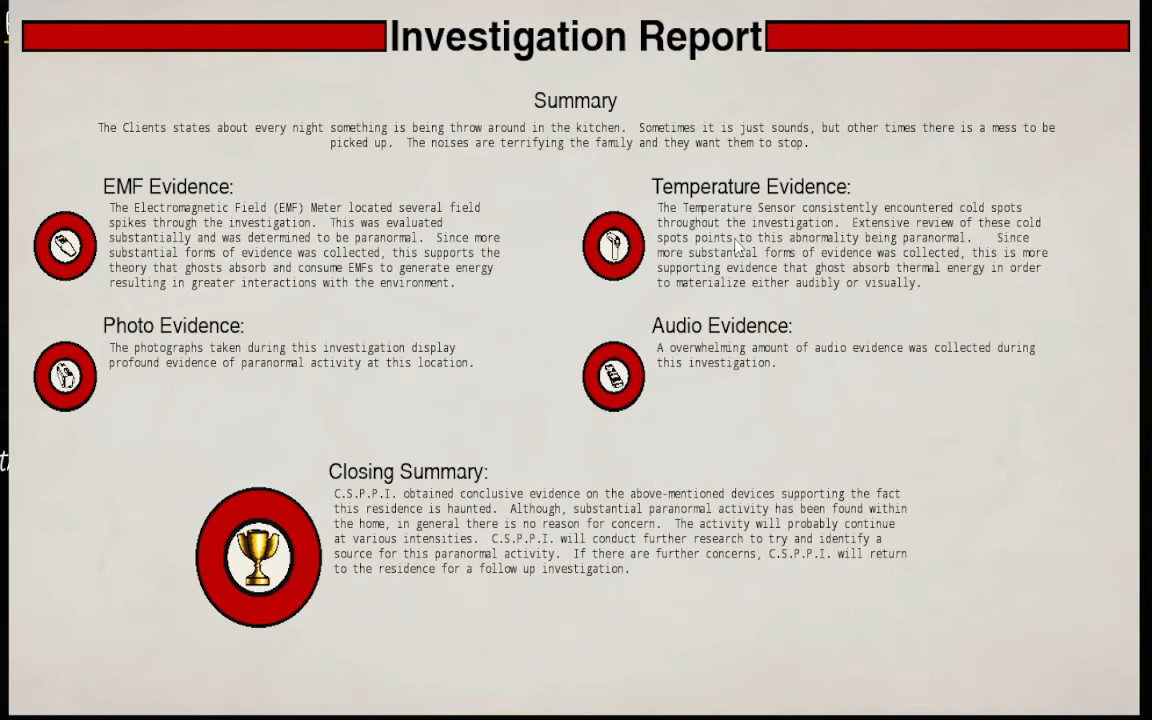 Investigation Report
Summary
The Clients states about every night something is being throw around in the kitchen. Sometimes it is just sounds, but other times there is a mess to be
picked up. The noises are terrifying the family and they want them to stop.
EMF Evidence:
The Electromagnetic Field (EMF) Meter located several field
spikes through the investigation. This was evaluated
substantially and was determined to be paranormal. Since more
substantial forms of evidence was collected, this supports the
theory that ghosts absorb and consume EMFs to generate energy
resulting in greater interactions with the environment.
Temperature Evidence:
The Temperature Sensor consistently encountered cold spots
throughout the investigation. Extensive review of these cold
spots points to this abnormality being paranormal. Since
more substantial forms of evidence was collected, this is more
supporting evidence that ghost absorb thermal energy in order
to materialize either audibly or visually.
Photo Evidence:
The photographs taken during this investigation display
profound evidence of paranormal activity at this location.
Audio Evidence:
A overwhelming amount of audio evidence was collected during
this investigation.
Closing Summary:
C.S.P.P.I. obtained conclusive evidence on the above-mentioned devices supporting the fact
this residence is haunted. Although, substantial paranormal activity has been found within
the home, in general there is no reason for concern. The activity will probably continue
at various intensities. C.S.P.P.I. will conduct further research to try and identify a
source for this paranormal activity. If there are further concerns, C.S.P.P.I. will return
to the residence for a follow up investigation.